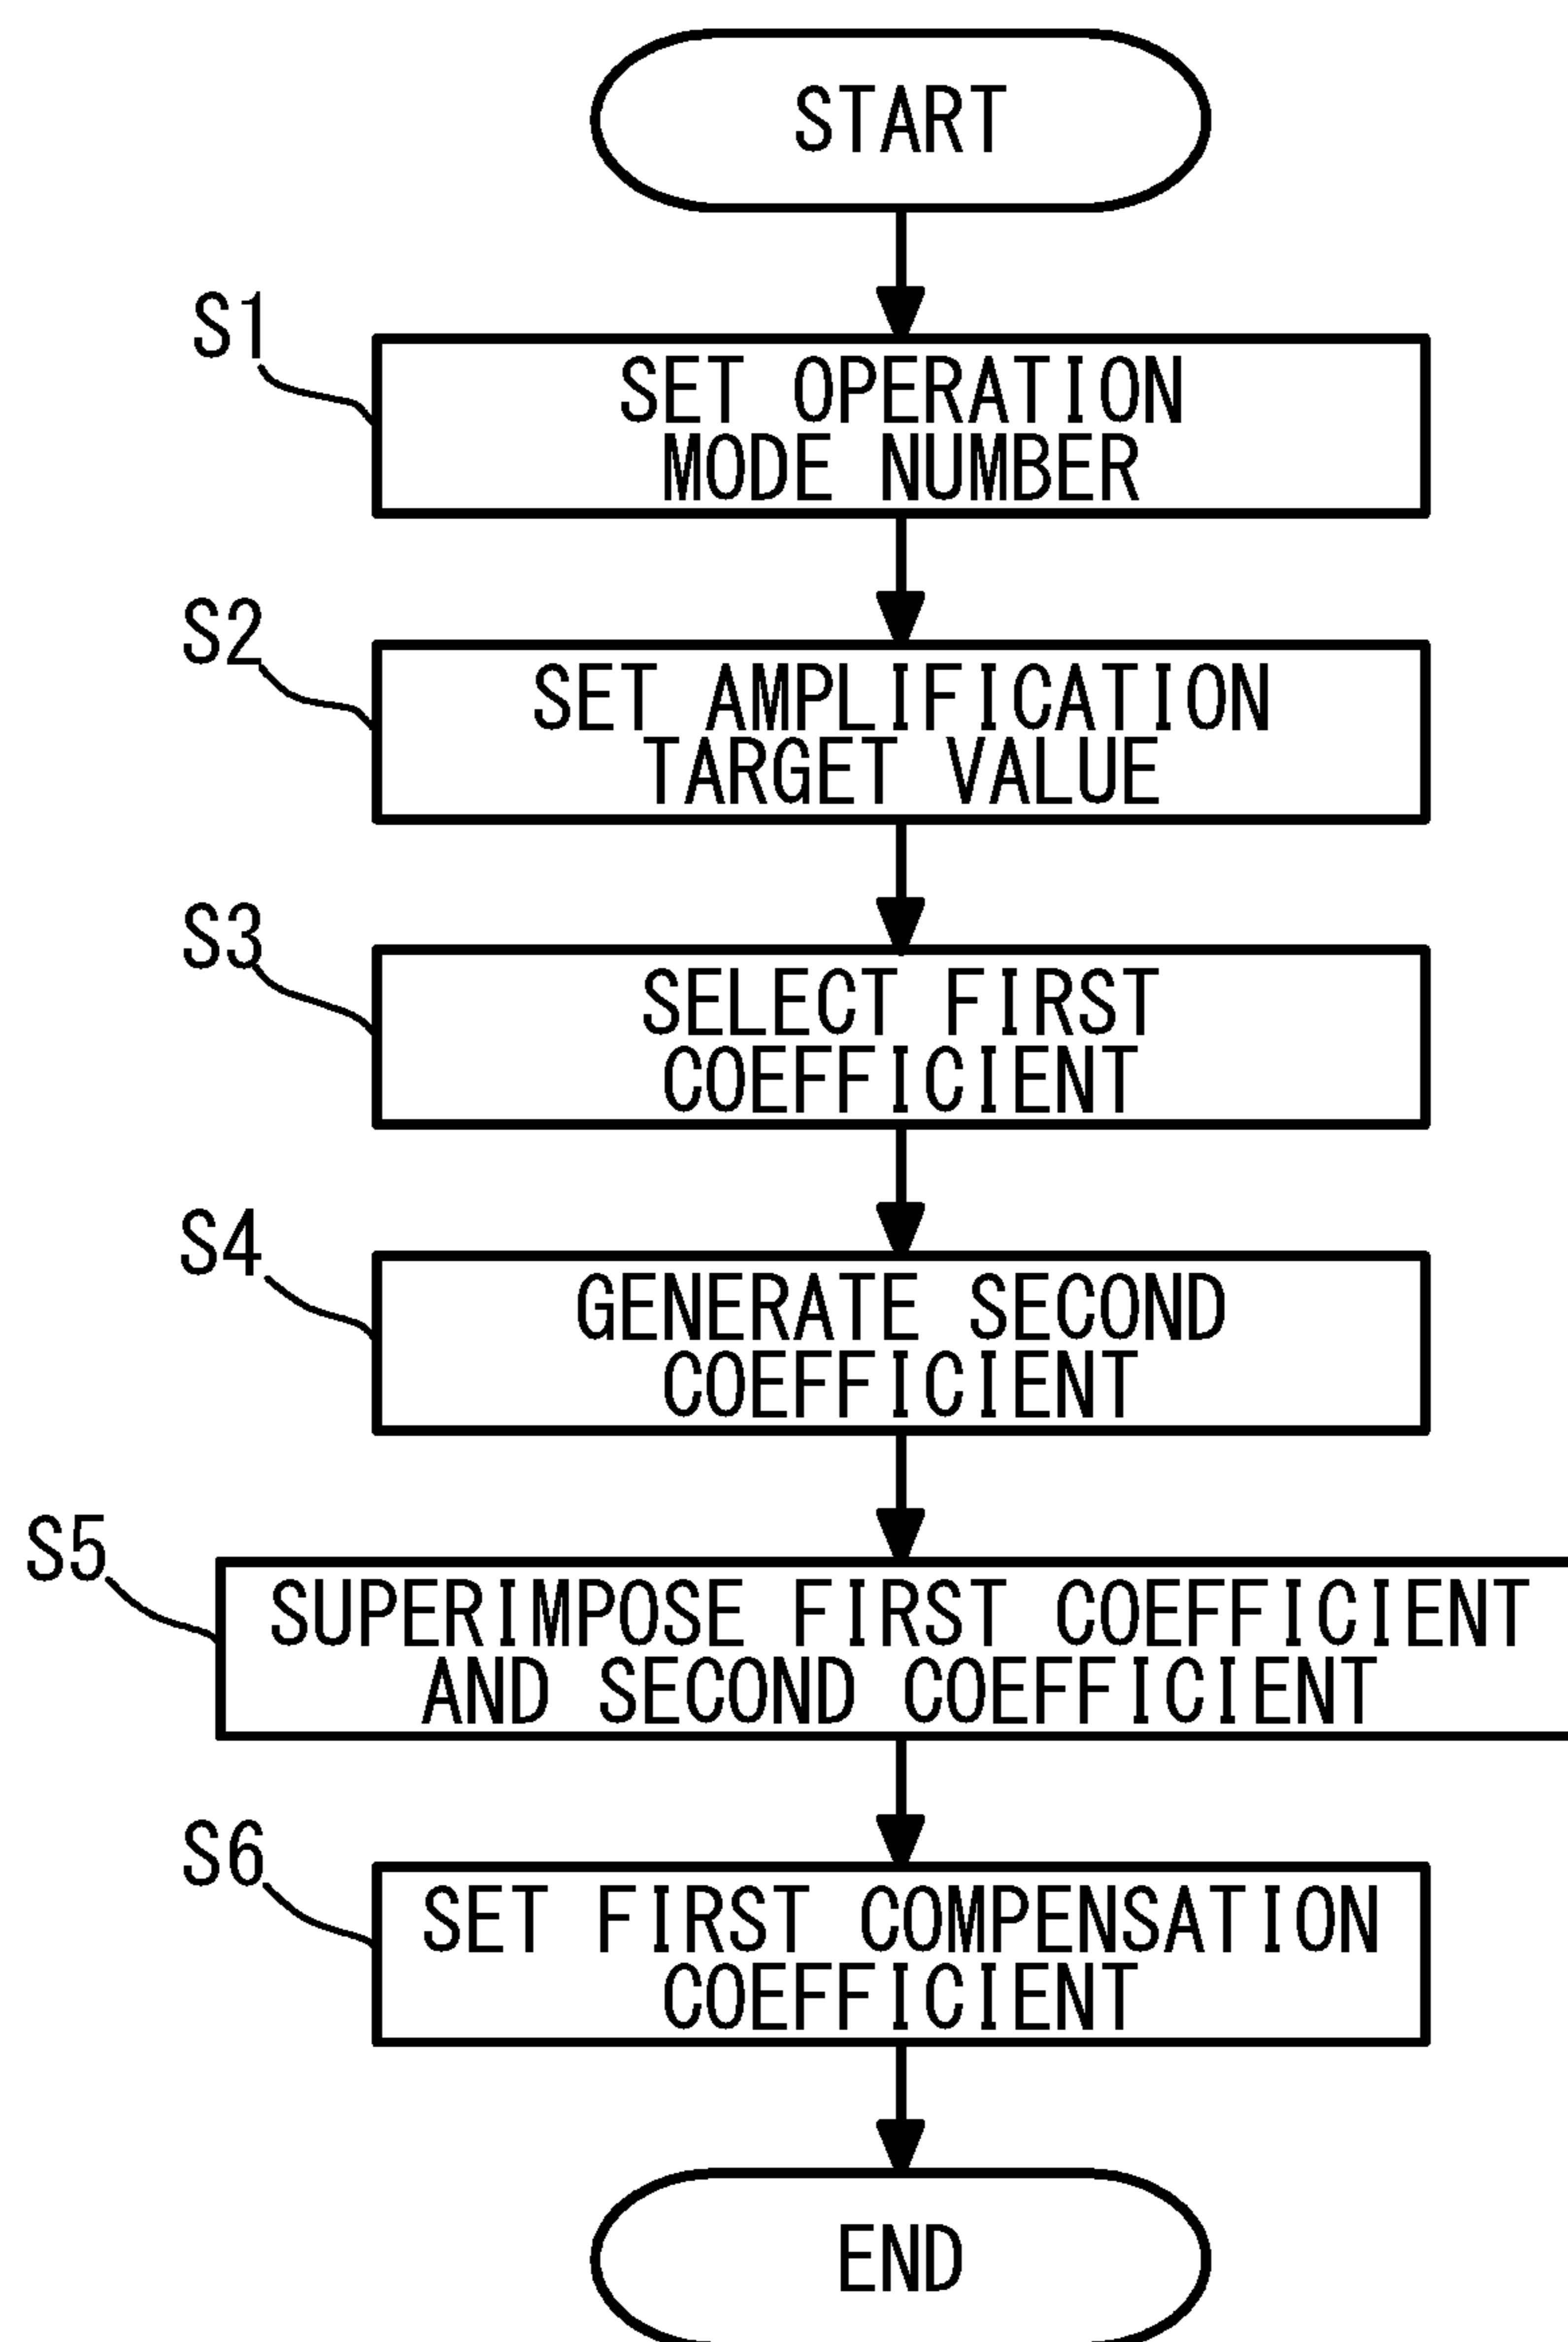 START
S1
SET OPERATION
MODE NUMBER
S2
SET AMPLIFICATION
TARGET VALUE
S3
SELECT FIRST
COEFFICIENT
S4
GENERATE SECOND
COEFFICIENT
S5
SUPERIMPOSE FIRST COEFFICIENT
AND SECOND COEFFICIENT
S6
SET FIRST COMPENSATION
COEFFICIENT
END